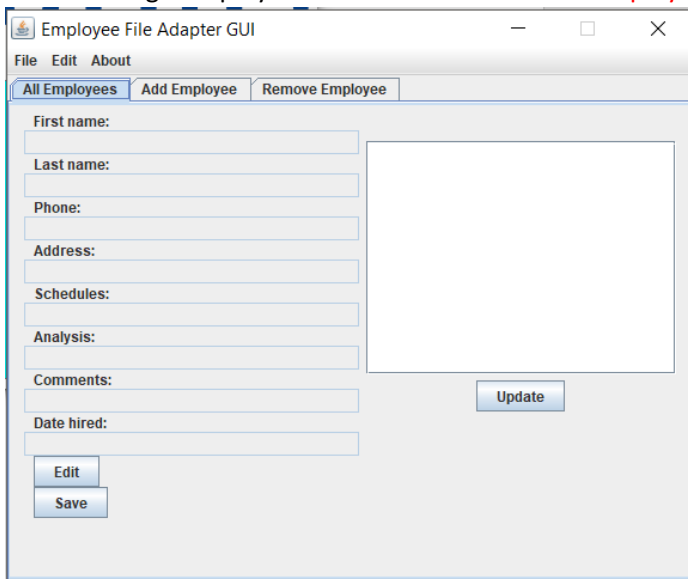 Employee File Adapter GUI
File Edit About
All Employees Add Employee Remove Employee
First name:
Last name:
Phone:
Address:
Schedules:
Analysis:
Comments:
Update
Date hired:
Edit
Save